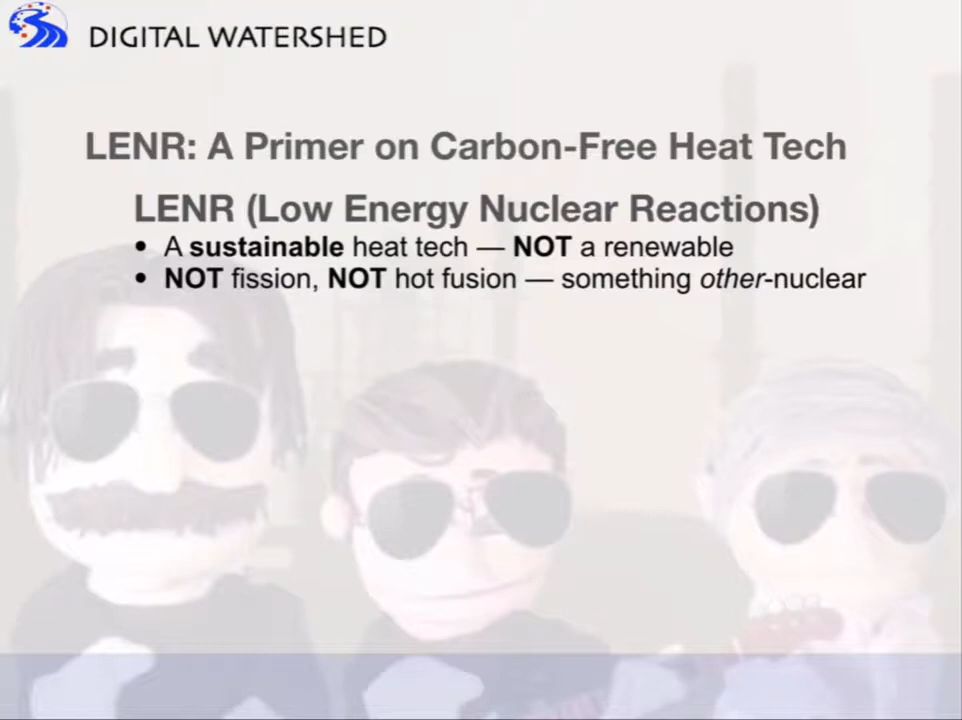 DIGITAL WATERSHED
LENR: A Primer on Carbon-Free Heat Tech
LENR (Low Energy Nuclear Reactions)
• A sustainable heat tech — NOT a renewable
• NOT fission, NOT hot fusion — something other-nuclear